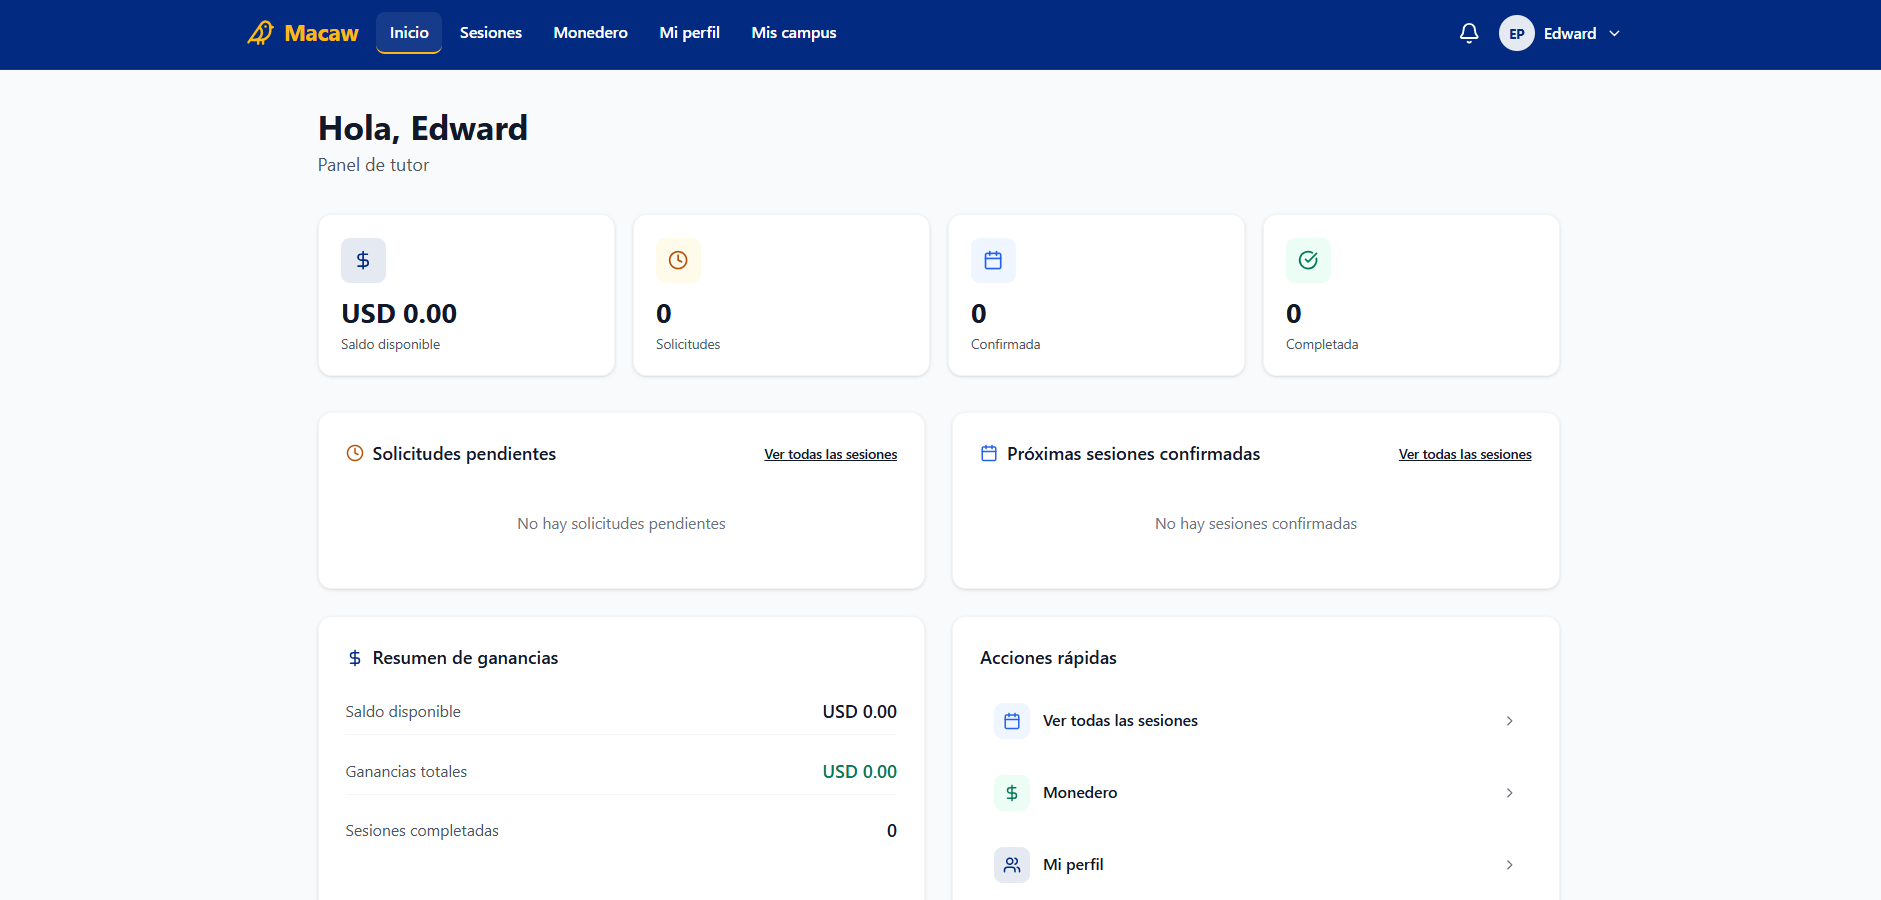 Macaw
Inicio
Sesiones
Monedero
Mi perfil
Mis campus
EP
Edward
Hola, Edward
Panel de tutor
USD 0.00
Saldo disponible
0
Solicitudes
0
Confirmada
0
Completada
Solicitudes pendientes
Ver todas las sesiones
No hay solicitudes pendientes
Próximas sesiones confirmadas
Ver todas las sesiones
No hay sesiones confirmadas
Resumen de ganancias
Saldo disponible
USD 0.00
Ganancias totales
USD 0.00
Sesiones completadas
0
Acciones rápidas
Ver todas las sesiones
Monedero
Mi perfil